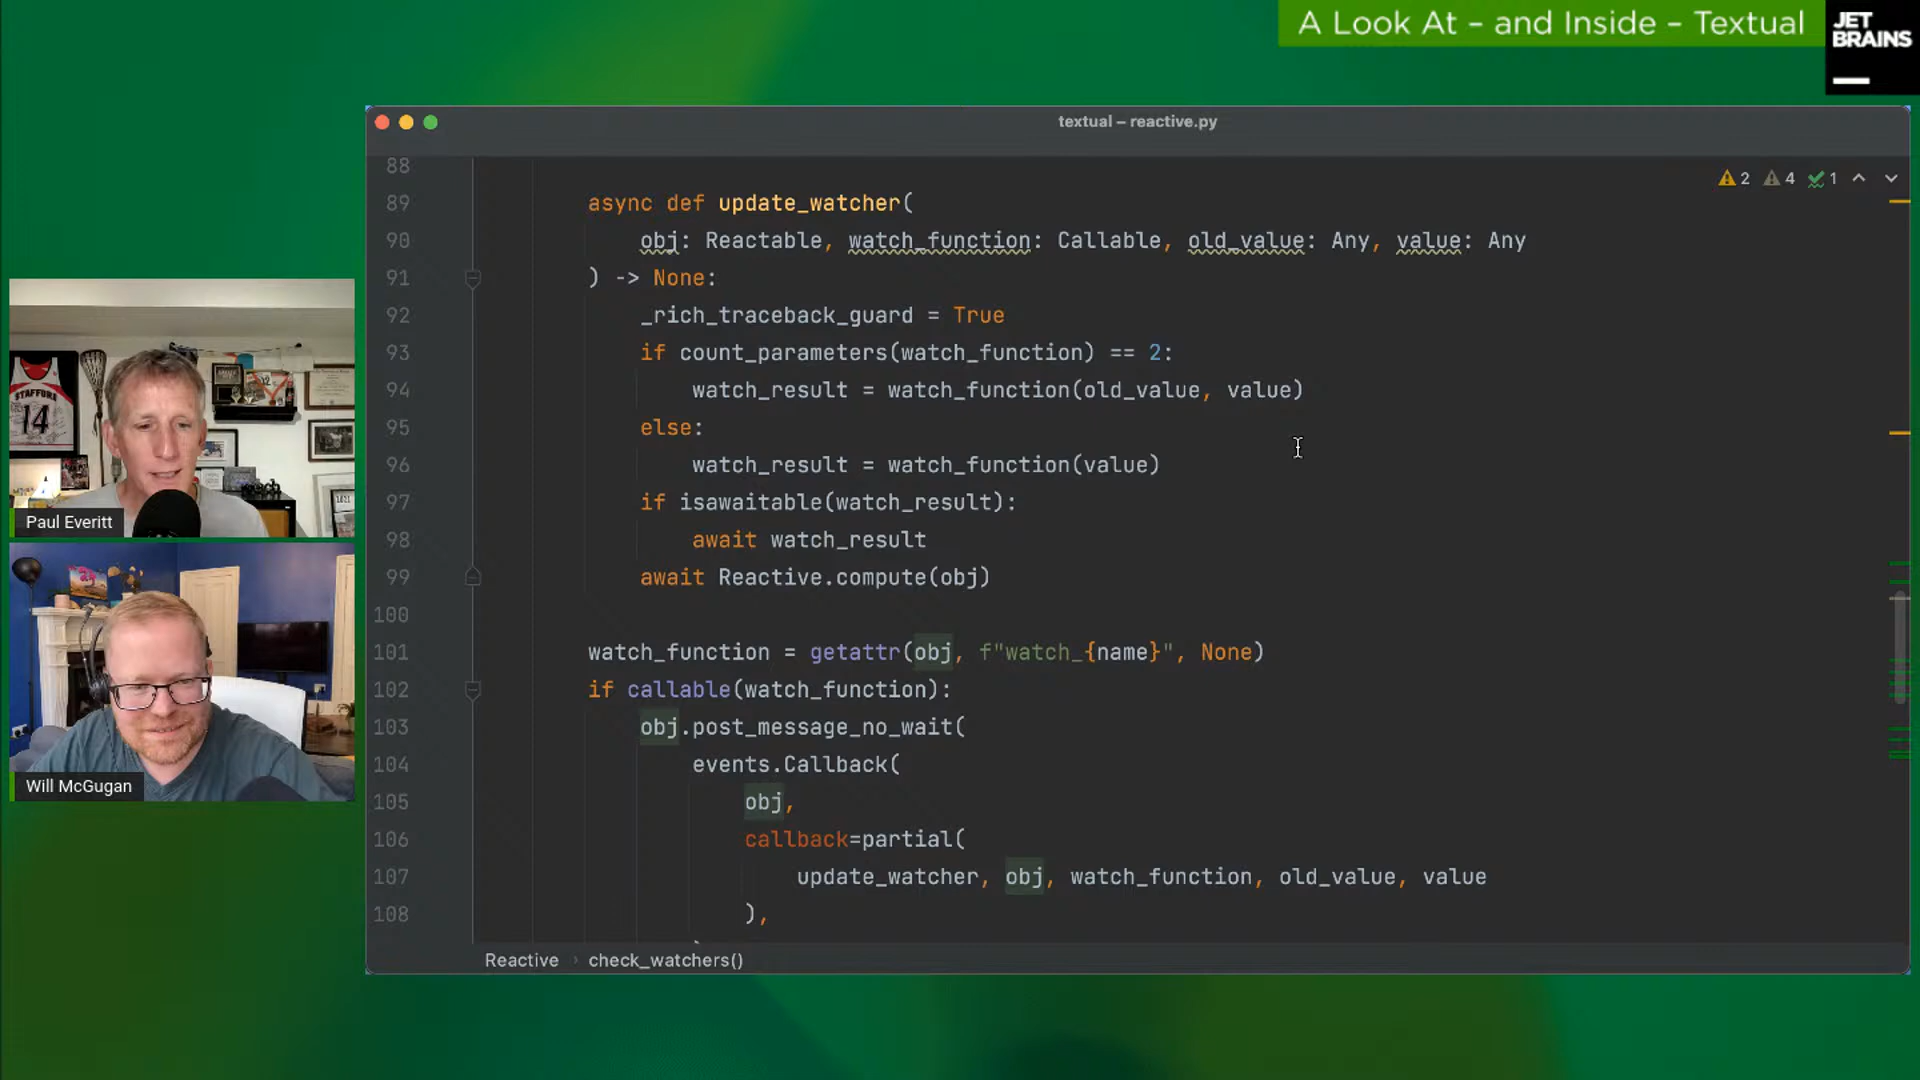 A Look At – and Inside – Textual
JET
BRAINS
textual – reactive.py
2 4 1
88
89 async def update_watcher(
90 obj: Reactable, watch_function: Callable, old_value: Any, value: Any
91 ) -> None:
92 _rich_traceback_guard = True
93 if count_parameters(watch_function) == 2:
94 watch_result = watch_function(old_value, value)
95 else:
96 watch_result = watch_function(value)
97 if isawaitable(watch_result):
98 await watch_result
99 await Reactive.compute(obj)
100
101 watch_function = getattr(obj, f"watch_{name}", None)
102 if callable(watch_function):
103 obj.post_message_no_wait(
104 events.Callback(
105 obj,
106 callback=partial(
107 update_watcher, obj, watch_function, old_value, value
108 ),
Reactive › check_watchers()
STAFFORD
14
Paul Everitt
Will McGugan